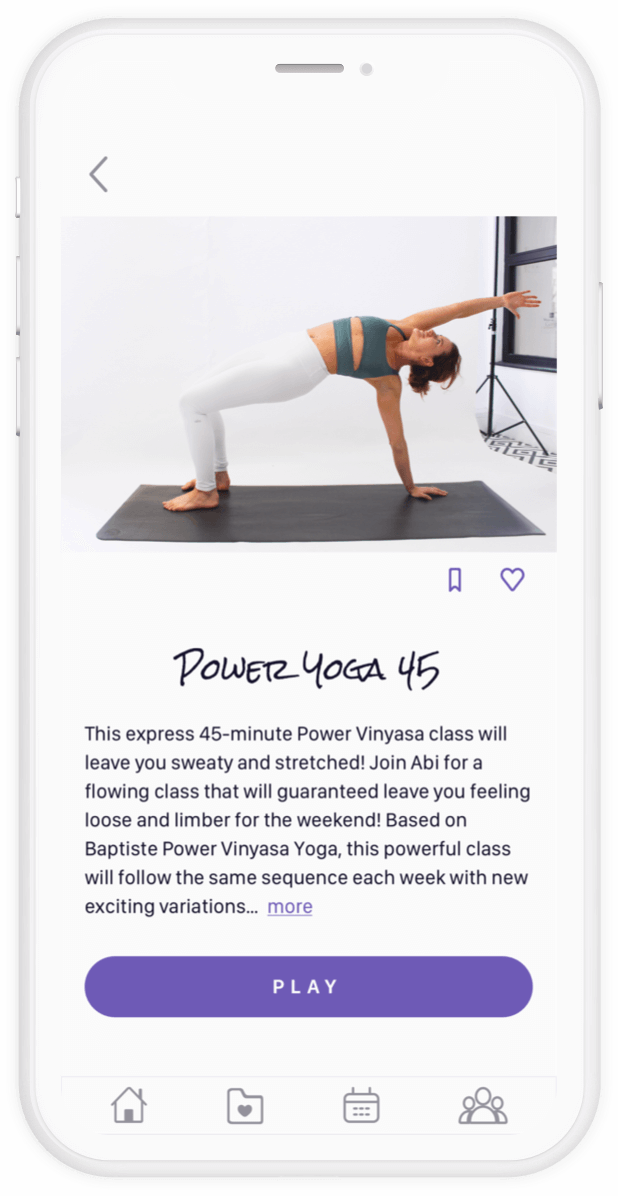 Power Yoga 45
This express 45-minute Power Vinyasa class will
leave you sweaty and stretched! Join Abi for a
flowing class that will guaranteed leave you feeling
loose and limber for the weekend! Based on
Baptiste Power Vinyasa Yoga, this powerful class
will follow the same sequence each week with new
exciting variations... more
PLAY